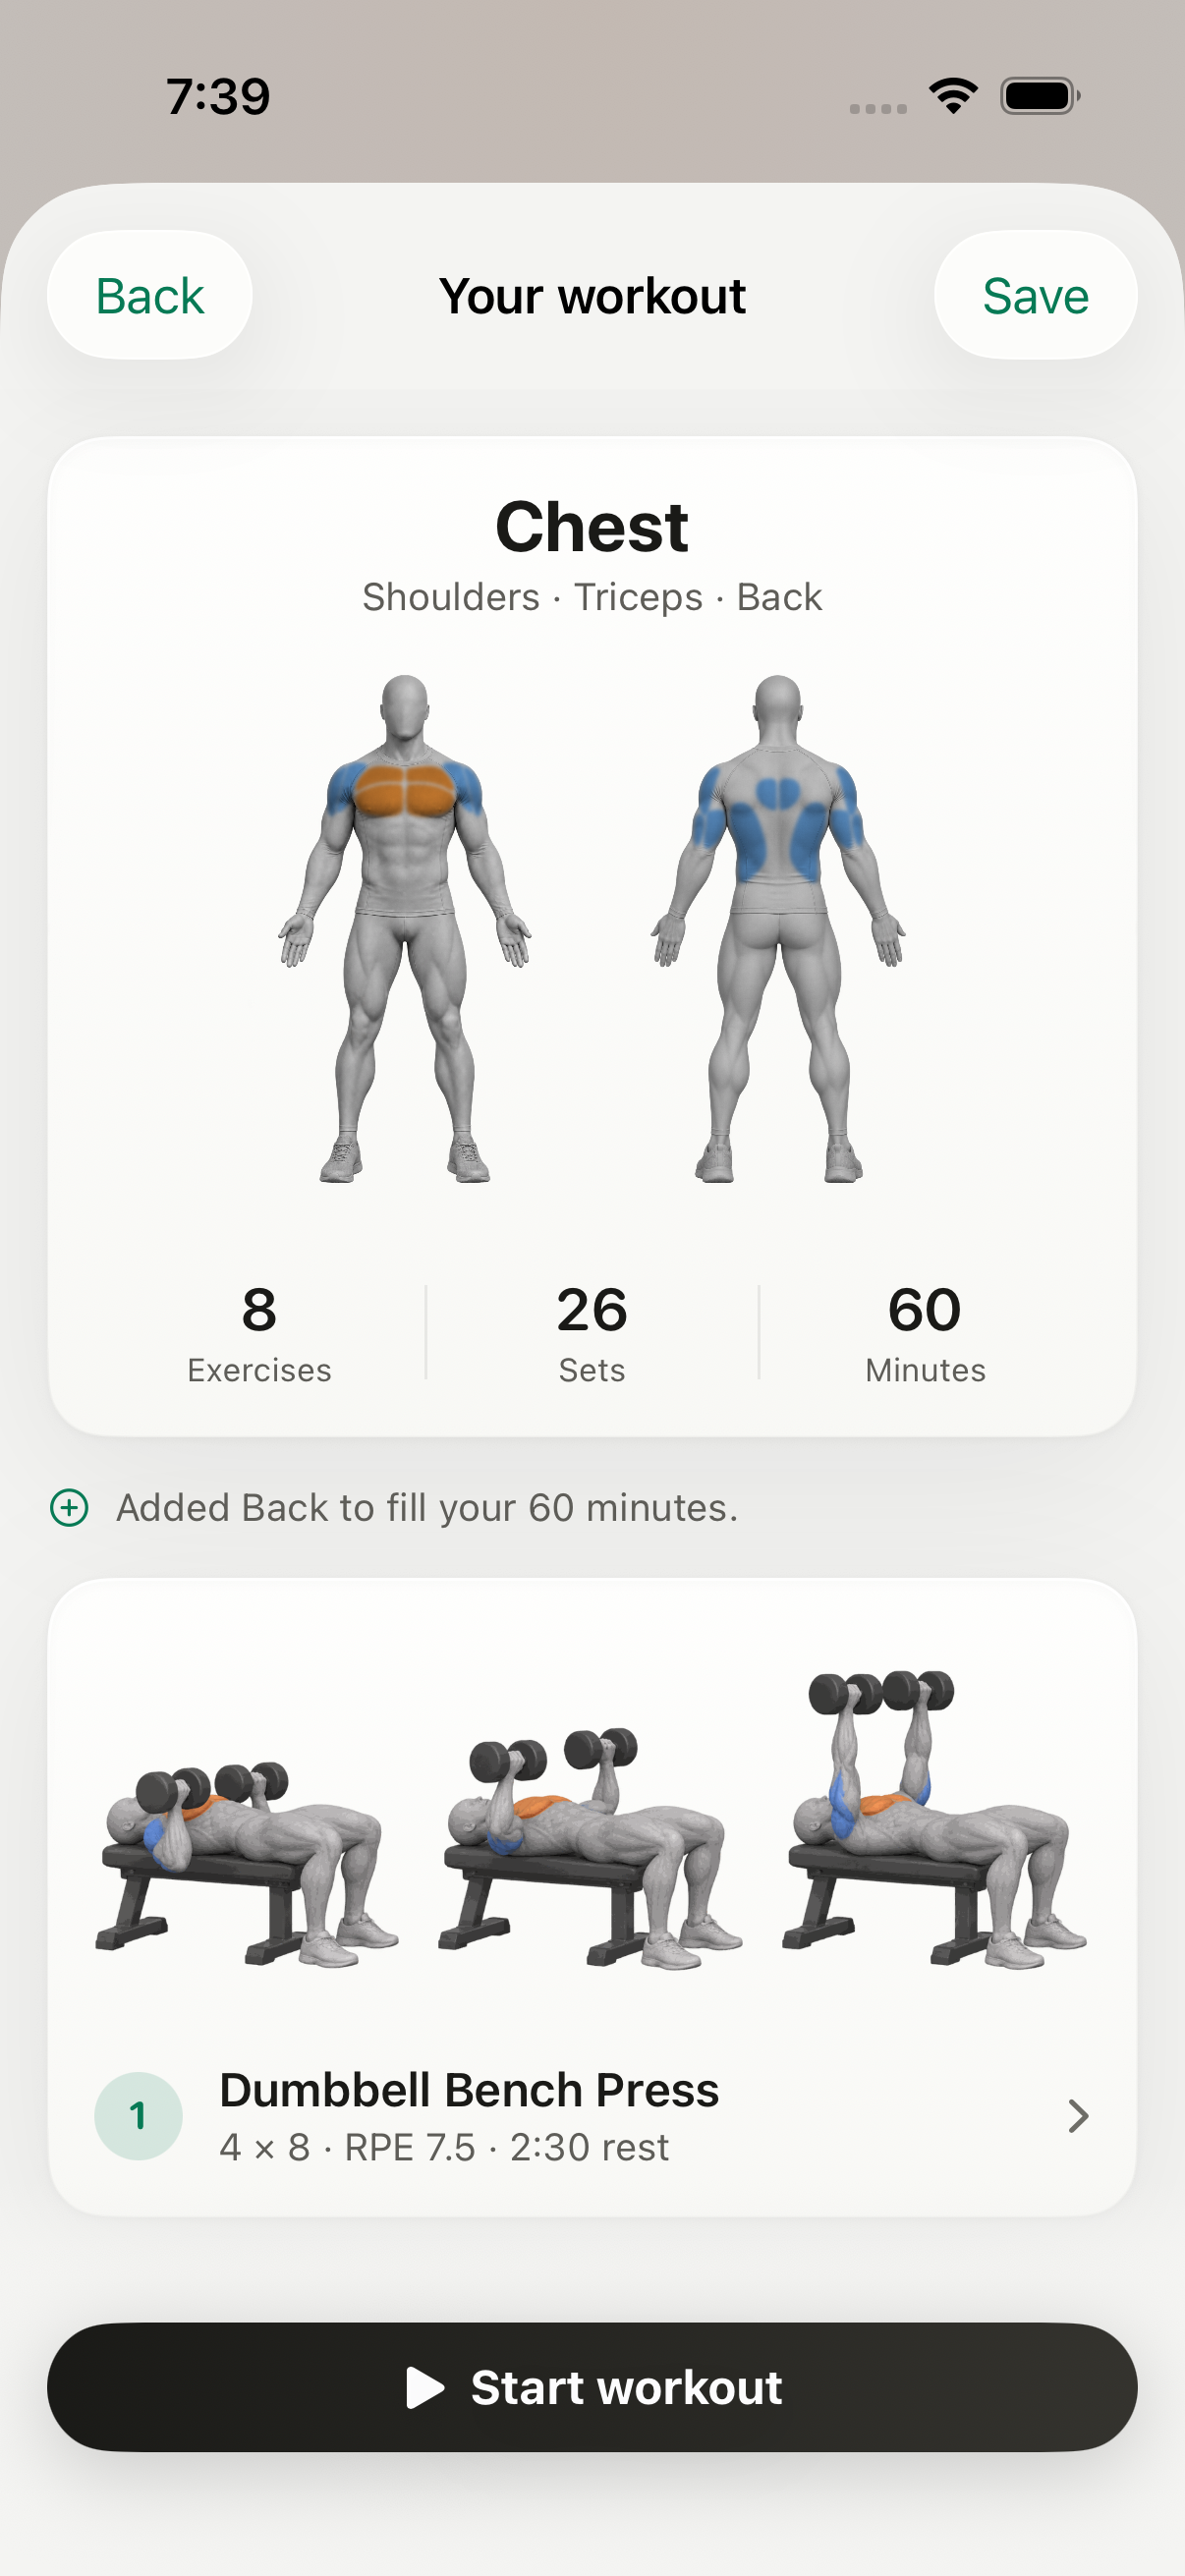 7:39
Back
Your workout
Save
Chest
Shoulders · Triceps · Back
8
26
60
Exercises
Sets
Minutes
Added Back to fill your 60 minutes.
1
Dumbbell Bench Press
4 × 8 · RPE 7.5 · 2:30 rest
Start workout